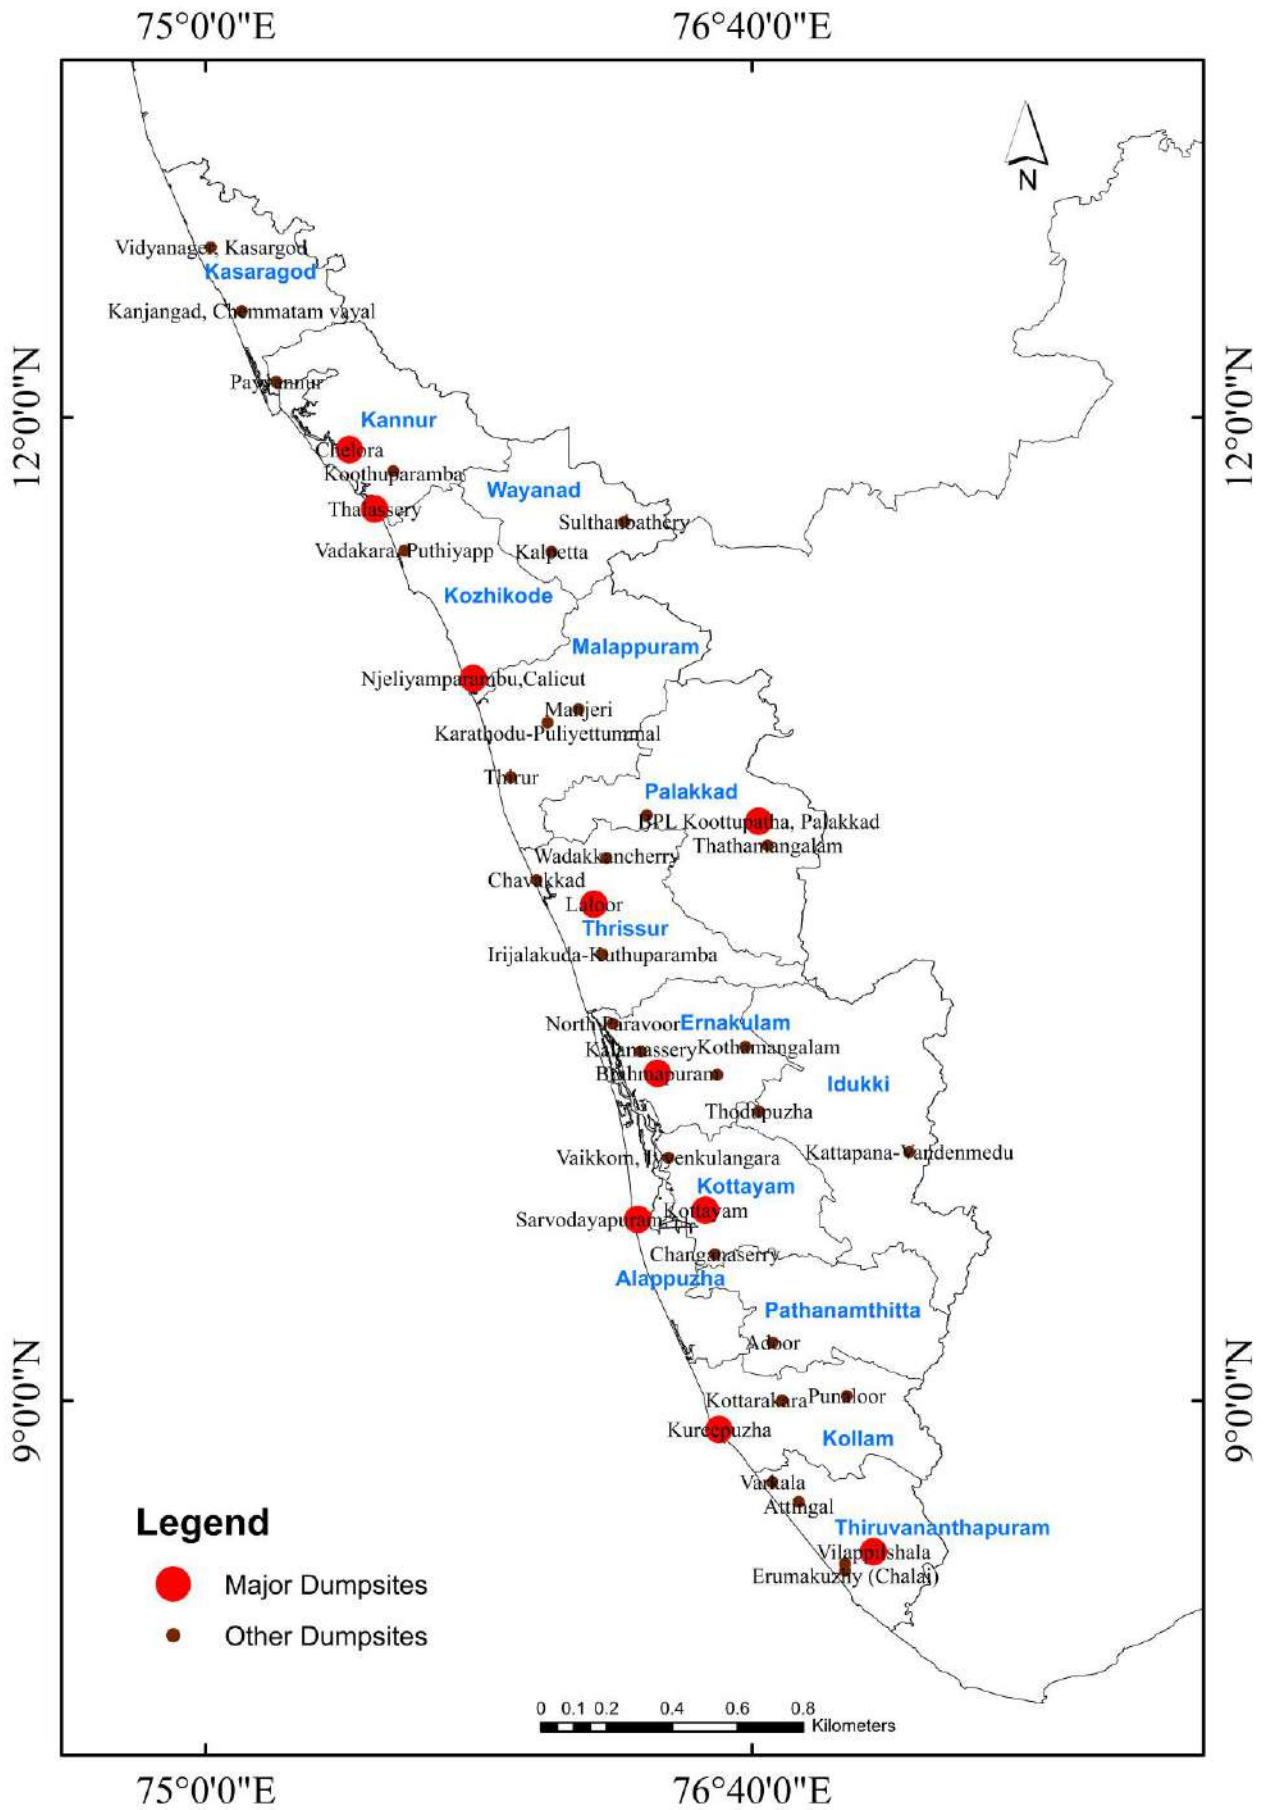 75°0'0"E
76°40'0"E
N
Vidyanager, Kasargod
Kasaragod
Kanjangad, Chemmatam vayal
12°0'0"N
12°0'0"N
Payyannur
Kannur
Chelora
Koothuparamba
Wayanad
Thalassery
Sulthanbathery
Vadakara, Puthiyapp
Kalpetta
Kozhikode
Malappuram
Njeliyamparambu,Calicut
Manjeri
Karathodu-Puliyettummal
Thirur
Palakkad
BPL Koottupatha, Palakkad
Thathamangalam
Wadakkancherry
Chavakkad
Laloor
Thrissur
Irijalakuda-Kuthuparamba
North Paravoor
Ernakulam
Kalamassery
Kothamangalam
Brahmapuram
Idukki
Thodupuzha
Kattapana-Vandenmedu
Vaikkom, Iyyenkulangara
Kottayam
Kottayam
Sarvodayapuram
Changanaserry
Alappuzha
Pathanamthitta
Adoor
9°0'0"N
9°0'0"N
Kottarakara
Punaloor
Kureepuzha
Kollam
Varkala
Attingal
Thiruvananthapuram
Vilappilshala
Erumakuzhy (Chalai)
Legend
Major Dumpsites
Other Dumpsites
0 0.1 0.2 0.4 0.6 0.8
Kilometers
75°0'0"E
76°40'0"E